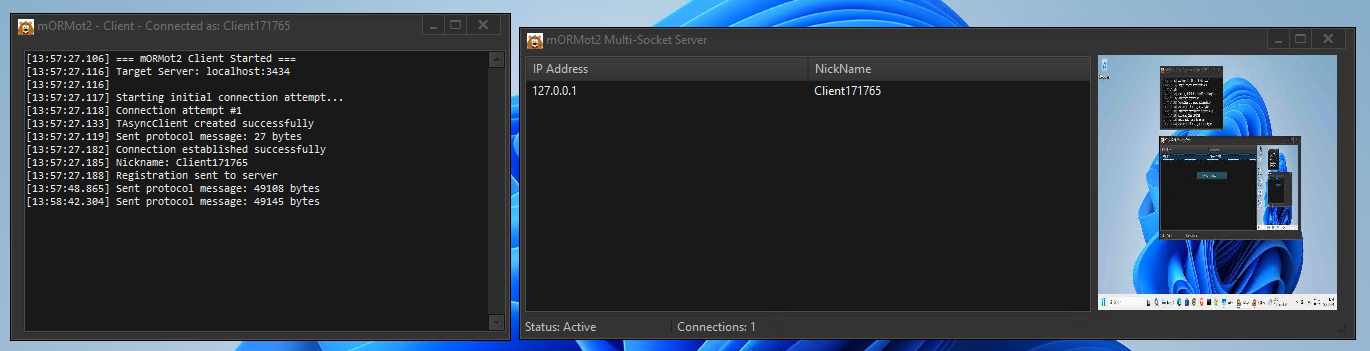 mORMot2 - Client - Connected as: Client171765
[13:57:27.106] === mORMot2 Client Started ===
[13:57:27.116] Target Server: localhost:3434
[13:57:27.116]
[13:57:27.117] Starting initial connection attempt...
[13:57:27.118] Connection attempt #1
[13:57:27.133] TAsyncClient created successfully
[13:57:27.119] Sent protocol message: 27 bytes
[13:57:27.182] Connection established successfully
[13:57:27.185] Nickname: Client171765
[13:57:27.188] Registration sent to server
[13:57:48.865] Sent protocol message: 49108 bytes
[13:58:42.304] Sent protocol message: 49145 bytes
mORMot2 Multi-Socket Server
IP Address NickName
127.0.0.1 Client171765
Status: Active Connections: 1